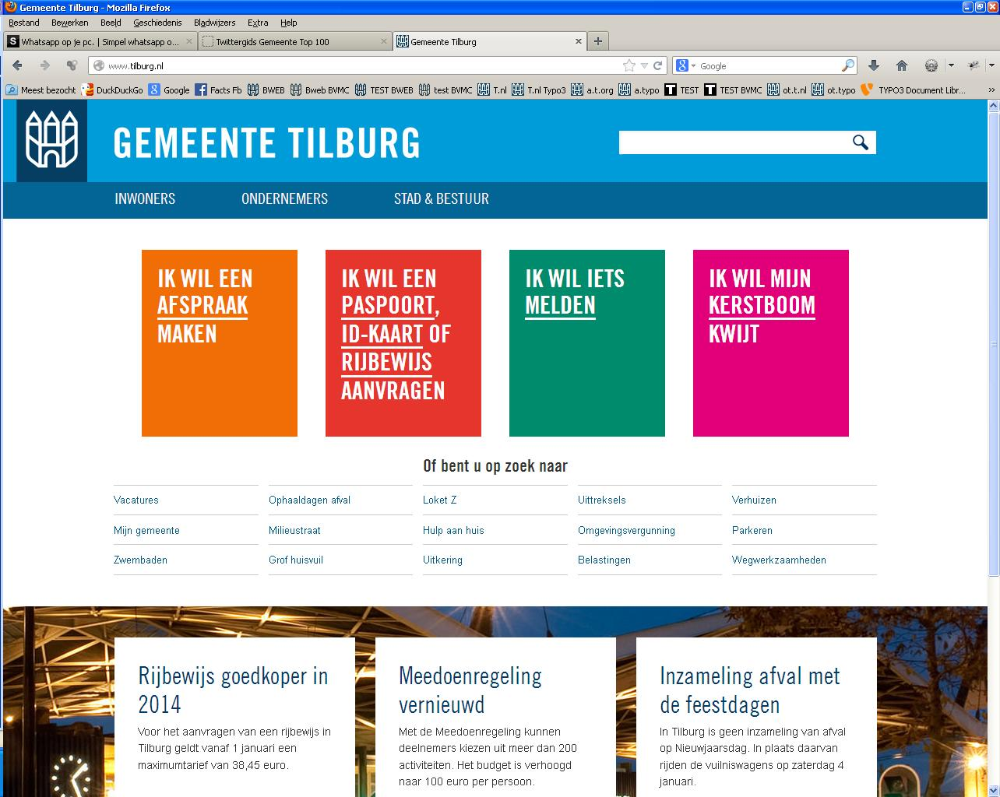 Gemeente Tilburg - Mozilla Firefox
Bestand Bewerken Beeld Geschiedenis Bladwijzers Extra Help
S Whatsapp op je pc. | Simpel whatsapp o... Twittergids Gemeente Top 100 Gemeente Tilburg
www.tilburg.nl Google
Meest bezocht DuckDuckGo Google Facts Fb BWEB Bweb BVMC TEST BWEB test BVMC T.nl T.nl Typo3 a.t.org a.typo TEST TEST BVMC ot.t.nl ot.typo TYPO3 Document Libr... »
GEMEENTE TILBURG
INWONERS ONDERNEMERS STAD & BESTUUR
IK WIL EEN
AFSPRAAK
MAKEN
IK WIL EEN
PASPOORT,
ID-KAART OF
RIJBEWIJS
AANVRAGEN
IK WIL IETS
MELDEN
IK WIL MIJN
KERSTBOOM
KWIJT
Of bent u op zoek naar
Vacatures Ophaaldagen afval Loket Z Uittreksels Verhuizen
Mijn gemeente Milieustraat Hulp aan huis Omgevingsvergunning Parkeren
Zwembaden Grof huisvuil Uitkering Belastingen Wegwerkzaamheden
Rijbewijs goedkoper in
2014
Voor het aanvragen van een rijbewijs in
Tilburg geldt vanaf 1 januari een
maximumtarief van 38,45 euro.
Meedoenregeling
vernieuwd
Met de Meedoenregeling kunnen
deelnemers kiezen uit meer dan 200
activiteiten. Het budget is verhoogd
naar 100 euro per persoon.
Inzameling afval met
de feestdagen
In Tilburg is geen inzameling van afval
op Nieuwjaarsdag. In plaats daarvan
rijden de vuilniswagens op zaterdag 4
januari.